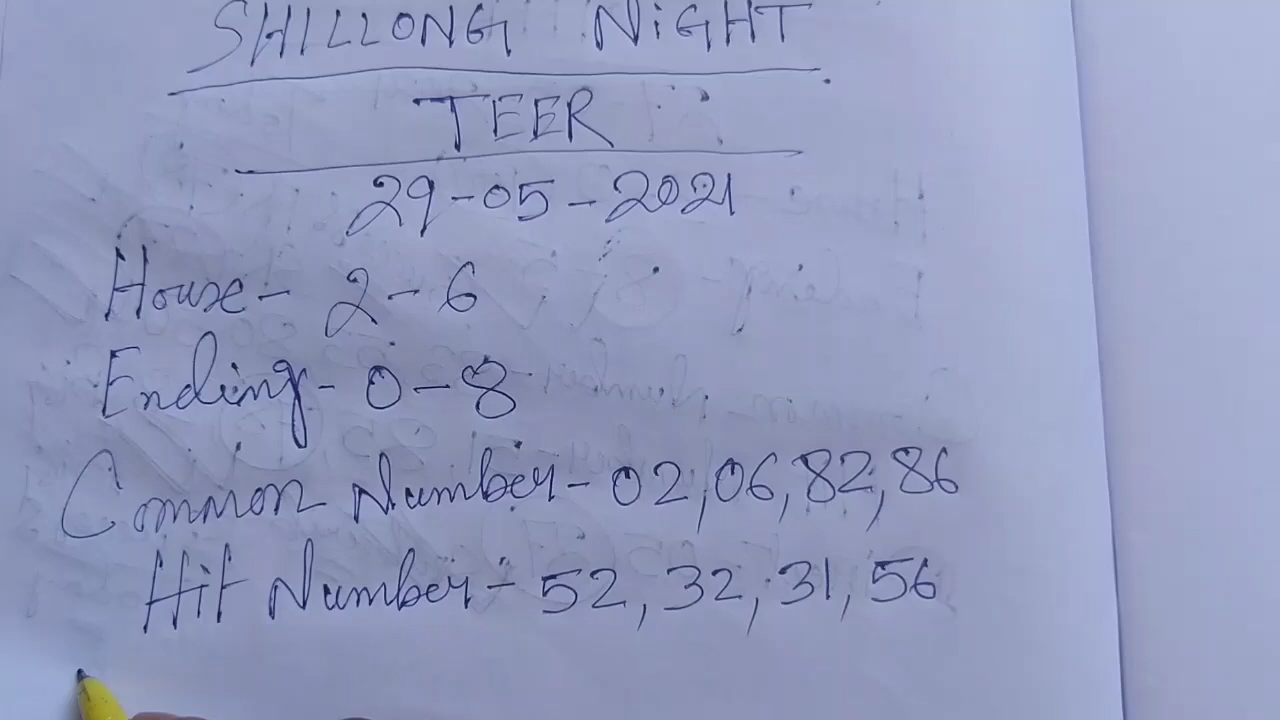 SHILLONG NiGHT
TEER
29-05-2021
House- 2-6
Ending- 0-8
Common Number- 02,06,82,86
Hit Number- 52,32,31,56